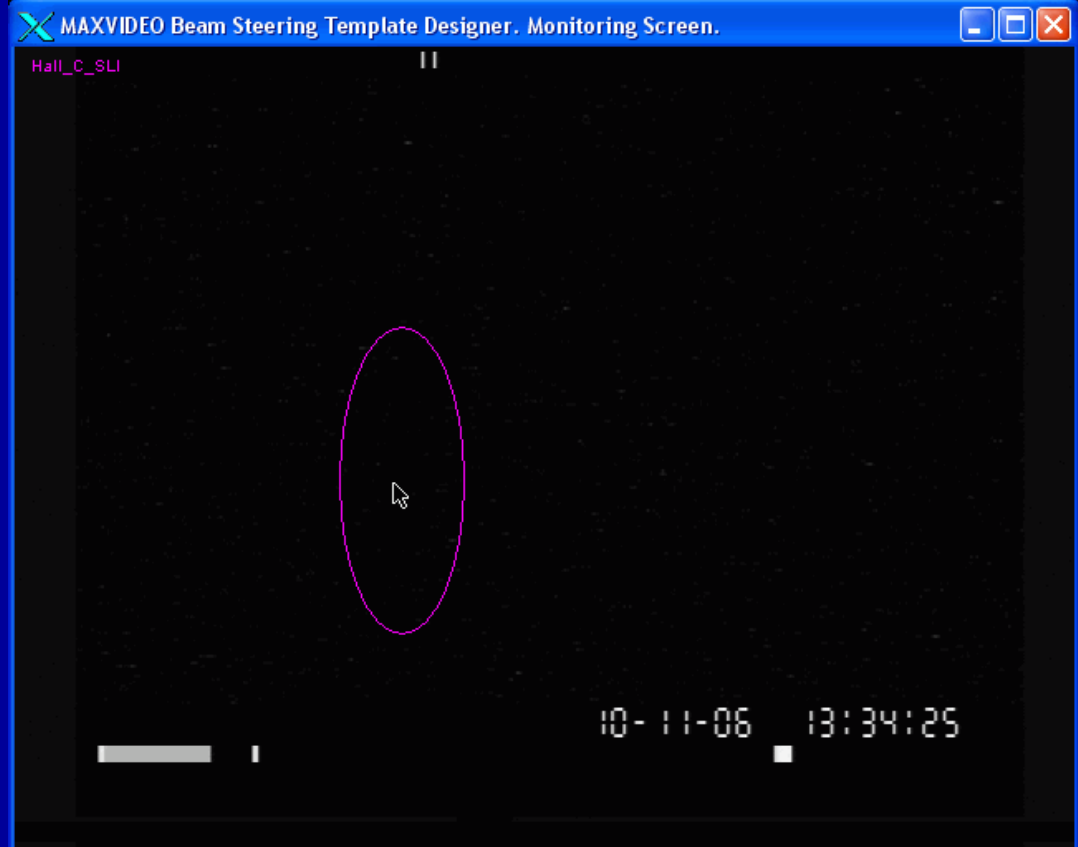 MAXVIDEO Beam Steering Template Designer. Monitoring Screen.
Hall_C_SLI
10-11-06 13:34:25